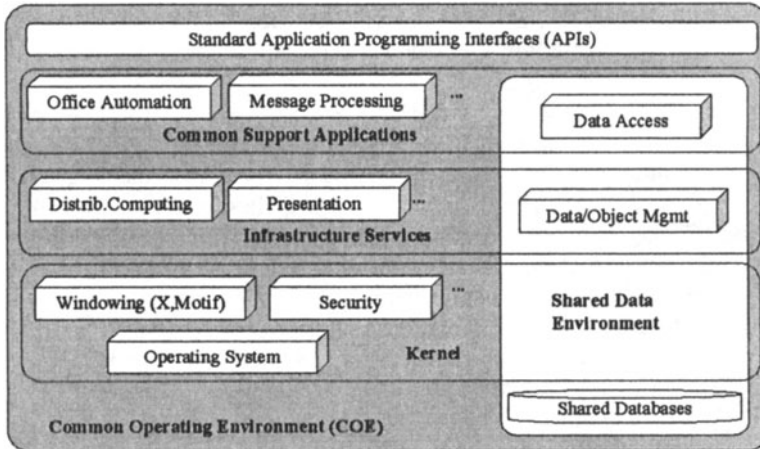 Standard Application Programming Interfaces (APIs)
Office Automation
Message Processing
...
Common Support Applications
Data Access
Distrib.Computing
Presentation
...
Infrastructure Services
Data/Object Mgmt
Windowing (X,Motif)
Security
...
Operating System
Kernel
Shared Data
Environment
Shared Databases
Common Operating Environment (COE)